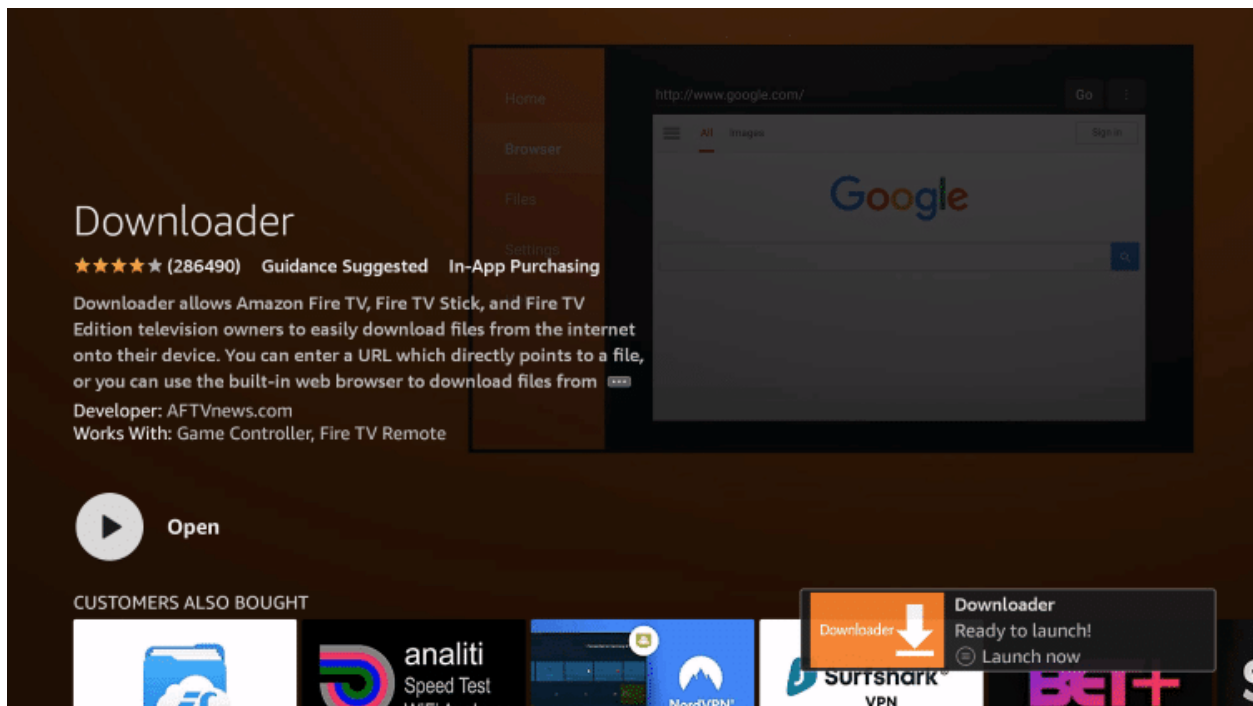 Home
http://www.google.com/
Go
All
Images
Sign in
Browser
Files
Google
Settings
Downloader
(286490) Guidance Suggested In-App Purchasing
Downloader allows Amazon Fire TV, Fire TV Stick, and Fire TV
Edition television owners to easily download files from the internet
onto their device. You can enter a URL which directly points to a file,
or you can use the built-in web browser to download files from
Developer: AFTVnews.com
Works With: Game Controller, Fire TV Remote
Open
CUSTOMERS ALSO BOUGHT
Downloader
Downloader
Ready to launch!
Launch now
analiti
Speed Test
NordVPN
Surfshark
VPN
BET+